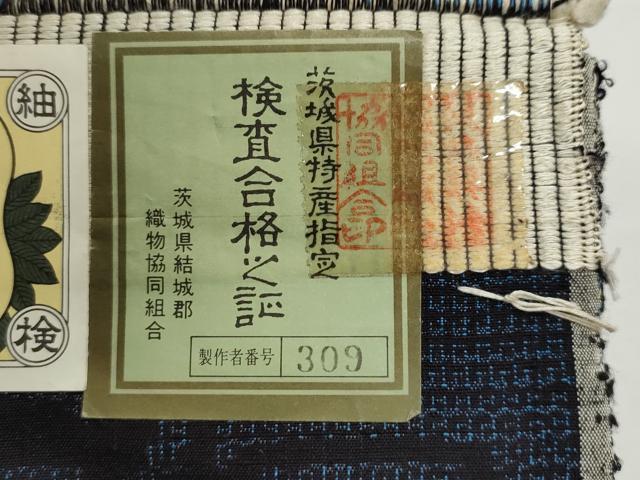 茨城県特産指定
検査合格之証
茨城県結城郡
織物協同組合
製作者番号 309
協同組合印
紬
検